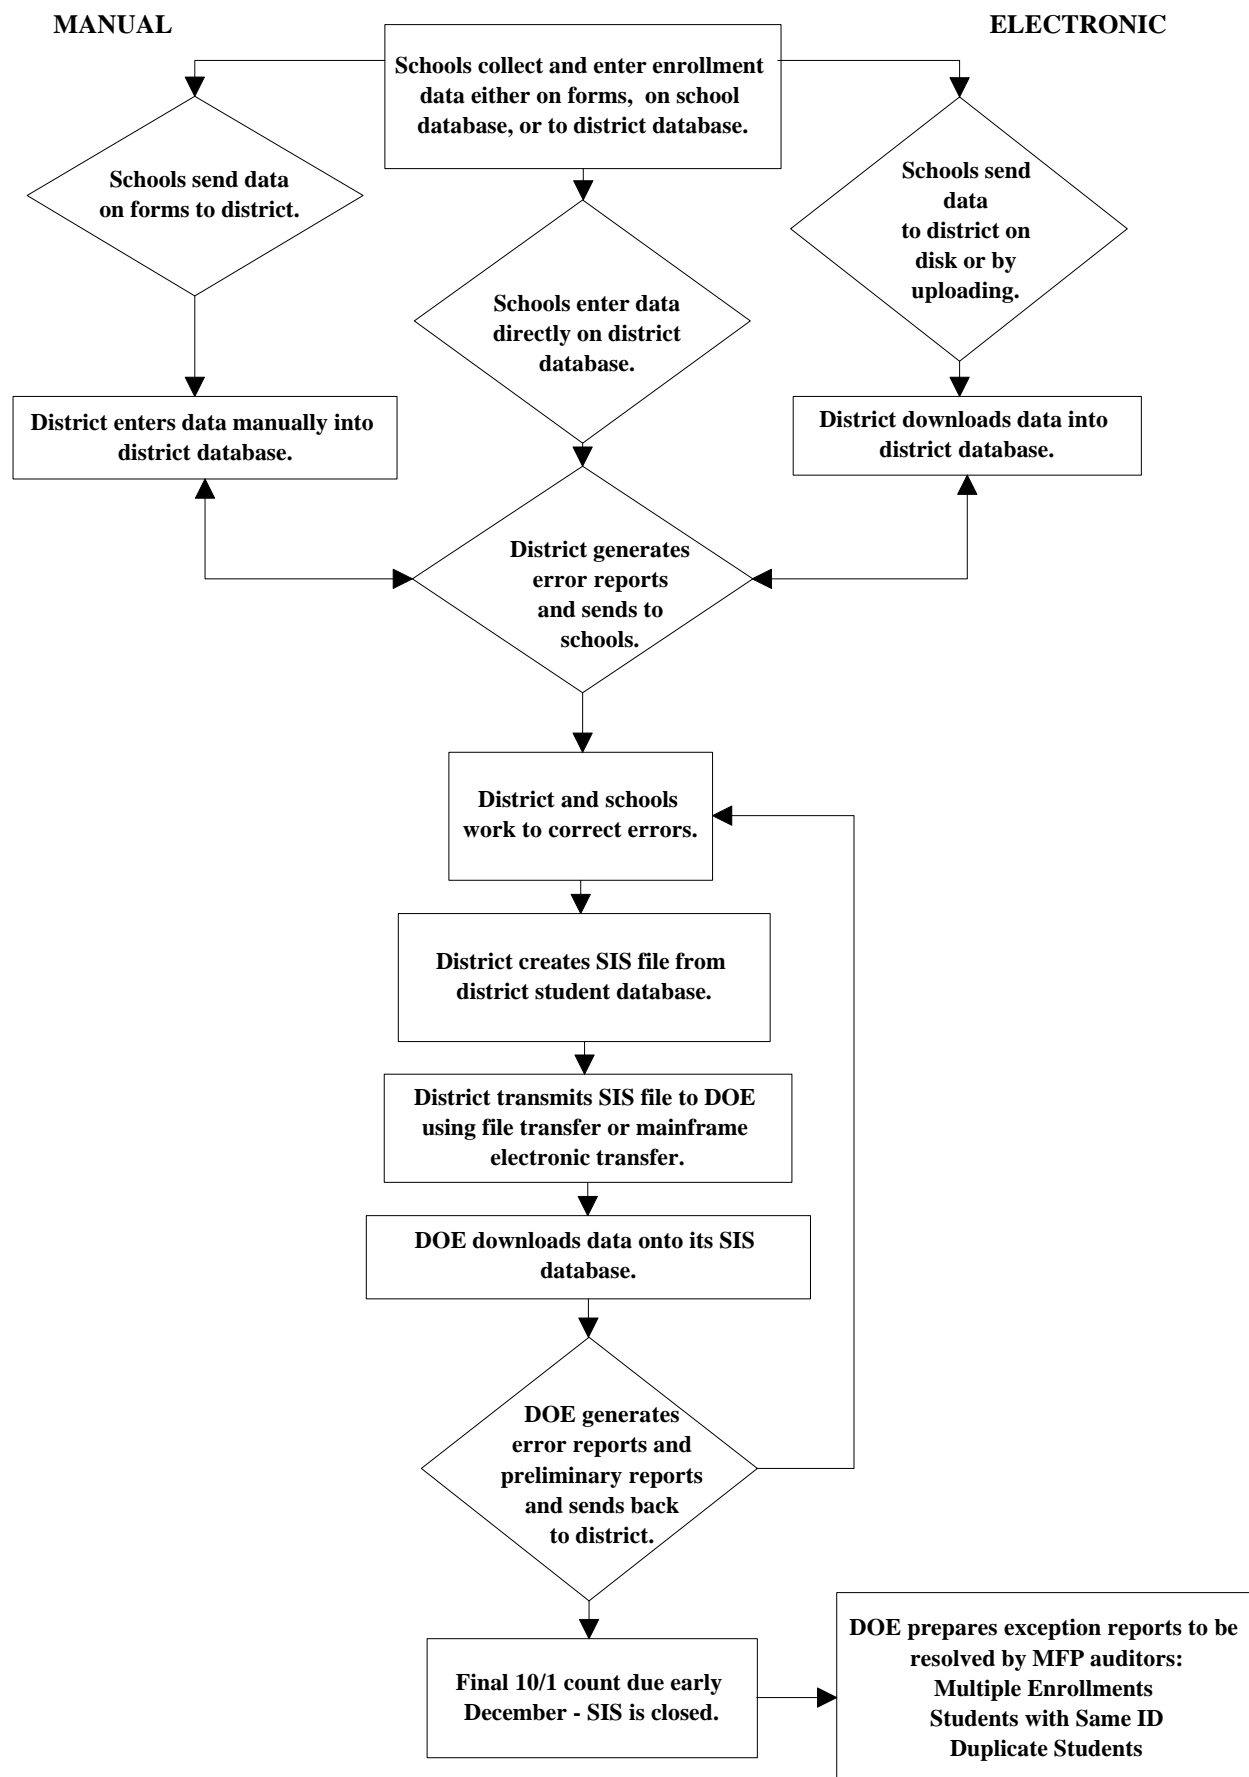 MANUAL
ELECTRONIC
Schools collect and enter enrollment
data either on forms, on school
database, or to district database.
Schools send data
on forms to district.
Schools enter data
directly on district
database.
Schools send
data
to district on
disk or by
uploading.
District enters data manually into
district database.
District downloads data into
district database.
District generates
error reports
and sends to
schools.
District and schools
work to correct errors.
District creates SIS file from
district student database.
District transmits SIS file to DOE
using file transfer or mainframe
electronic transfer.
DOE downloads data onto its SIS
database.
DOE generates
error reports and
preliminary reports
and sends back
to district.
Final 10/1 count due early
December - SIS is closed.
DOE prepares exception reports to be
resolved by MFP auditors:
Multiple Enrollments
Students with Same ID
Duplicate Students